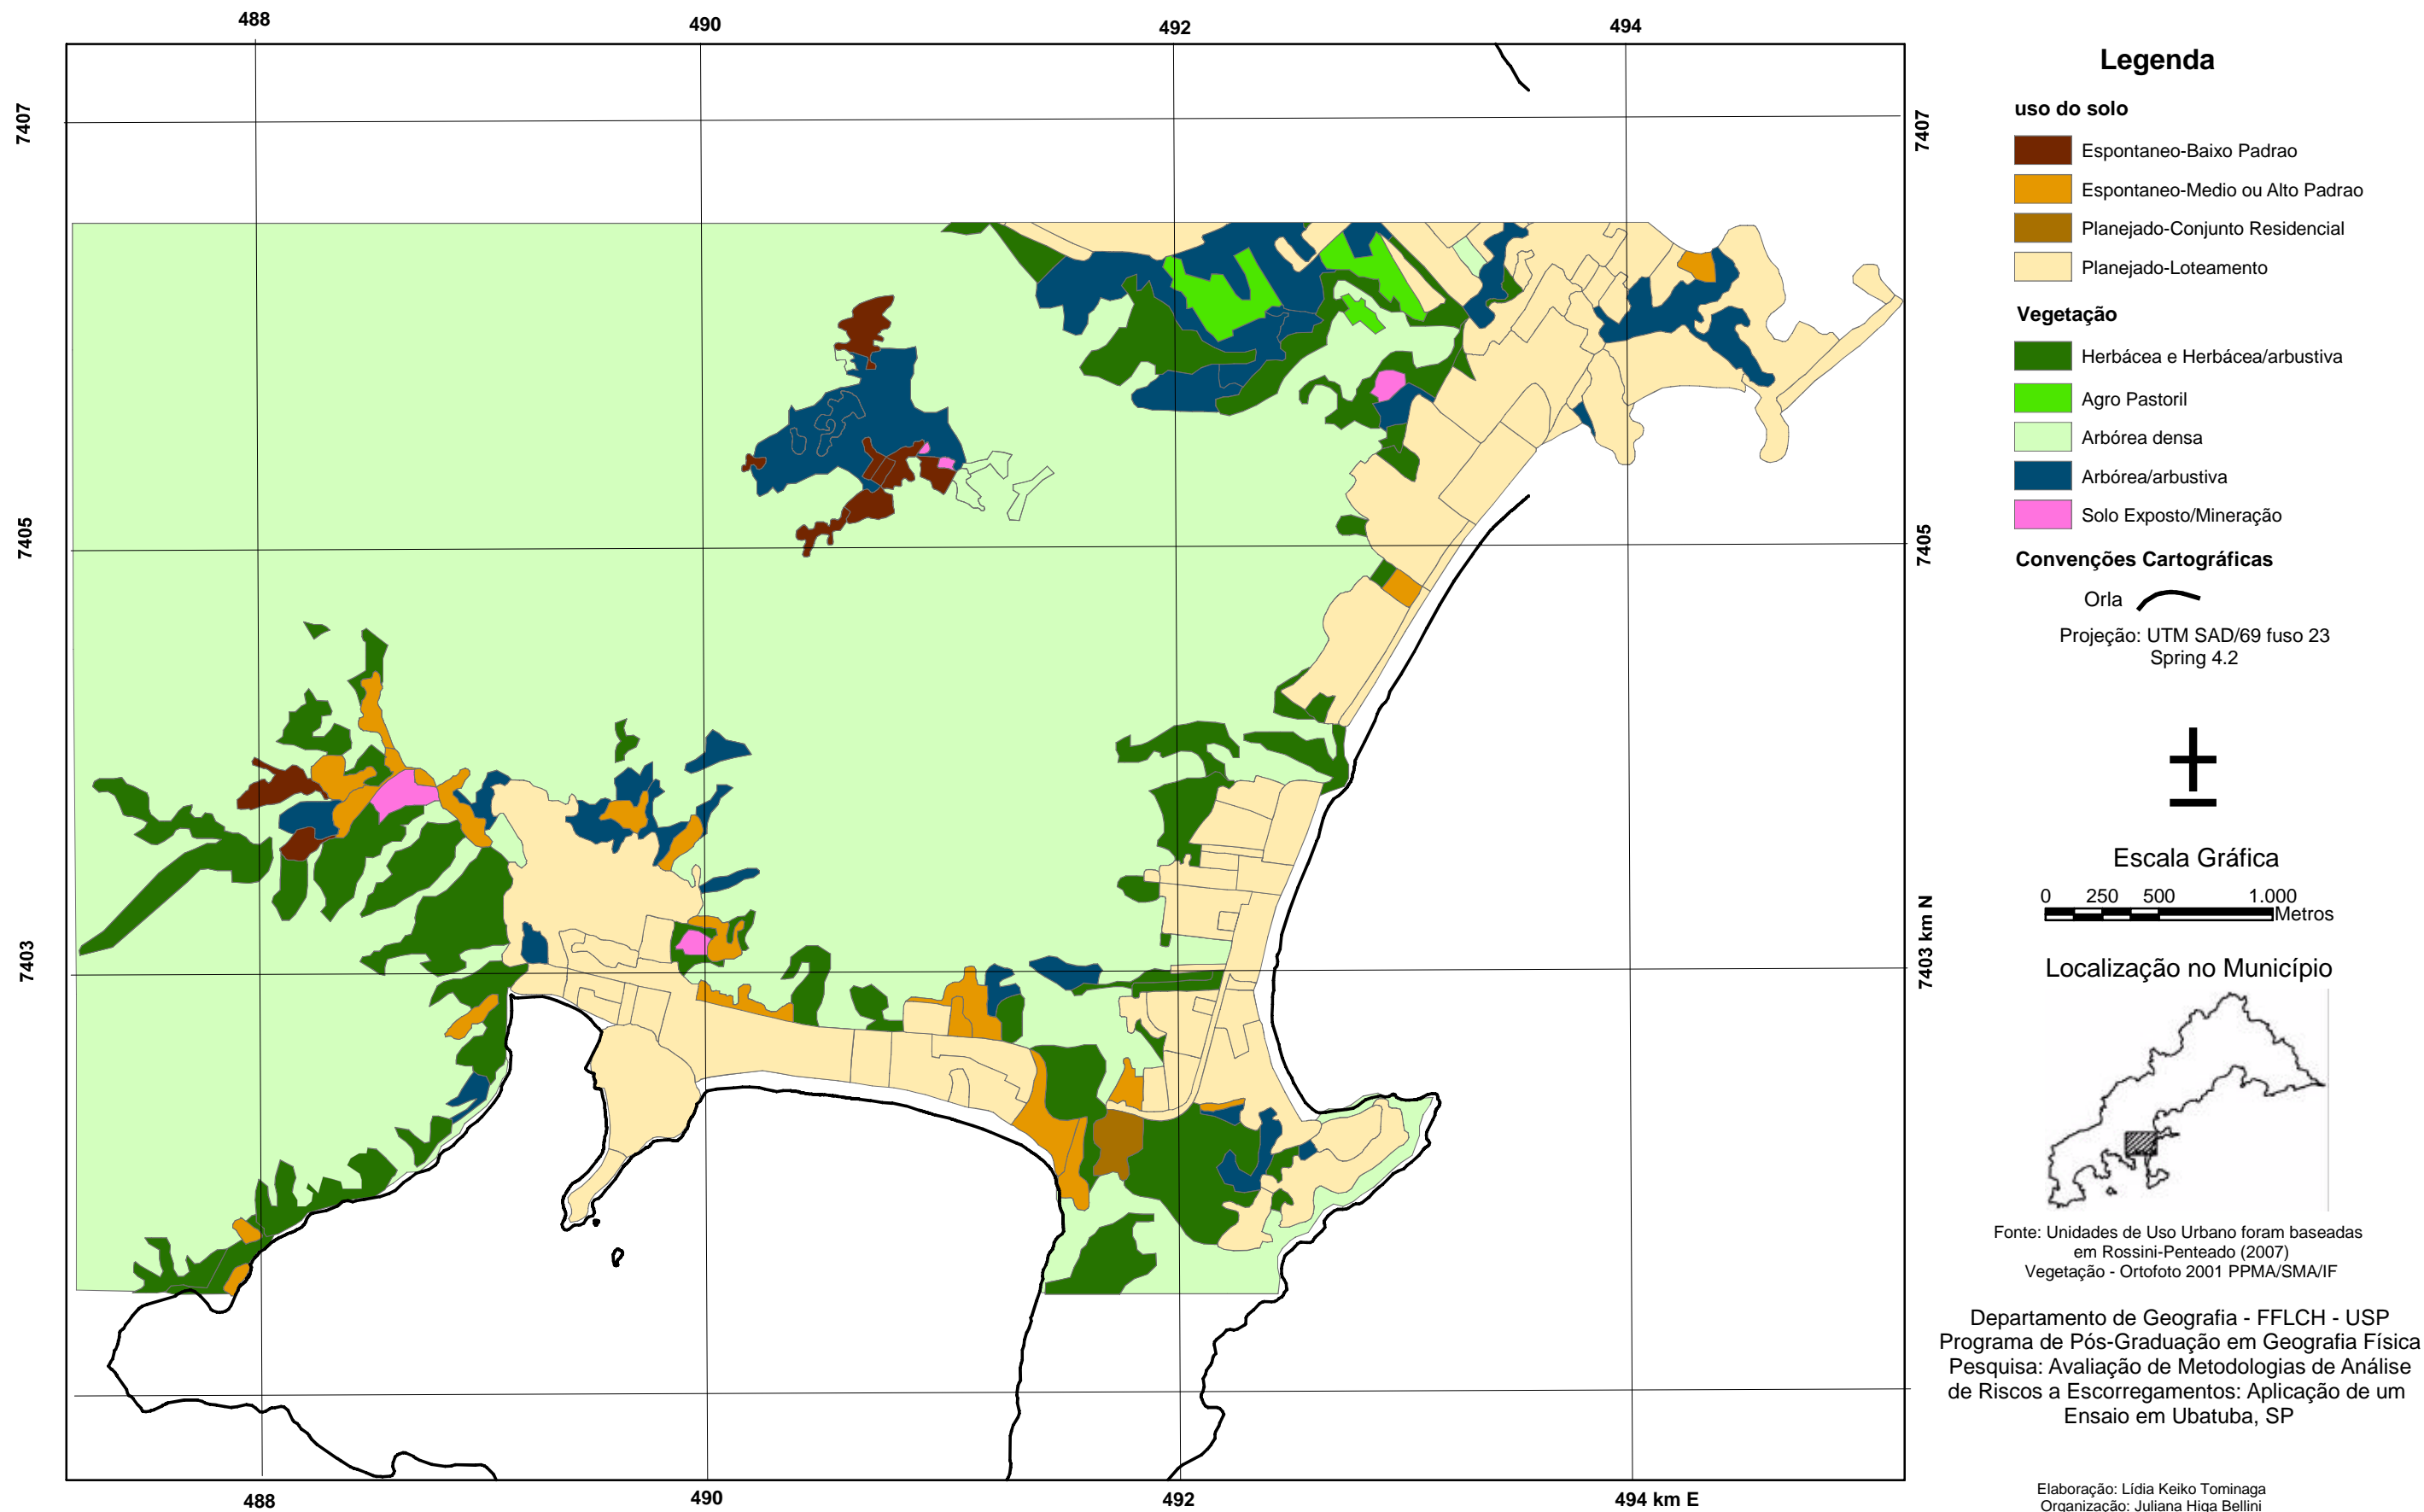 488
490
492
494
7407
7407
7405
7405
7403
7403 km N
488
490
492
494 km E
Legenda
uso do solo
Espontaneo-Baixo Padrao
Espontaneo-Medio ou Alto Padrao
Planejado-Conjunto Residencial
Planejado-Loteamento
Vegetação
Herbácea e Herbácea/arbustiva
Agro Pastoril
Arbórea densa
Arbórea/arbustiva
Solo Exposto/Mineração
Convenções Cartográficas
Orla
Projeção: UTM SAD/69 fuso 23
Spring 4.2
Escala Gráfica
0 250 500 1.000
Metros
Localização no Município
Fonte: Unidades de Uso Urbano foram baseadas
em Rossini-Penteado (2007)
Vegetação - Ortofoto 2001 PPMA/SMA/IF
Departamento de Geografia - FFLCH - USP
Programa de Pós-Graduação em Geografia Física
Pesquisa: Avaliação de Metodologias de Análise
de Riscos a Escorregamentos: Aplicação de um
Ensaio em Ubatuba, SP
Elaboração: Lídia Keiko Tominaga
Organização: Juliana Higa Bellini